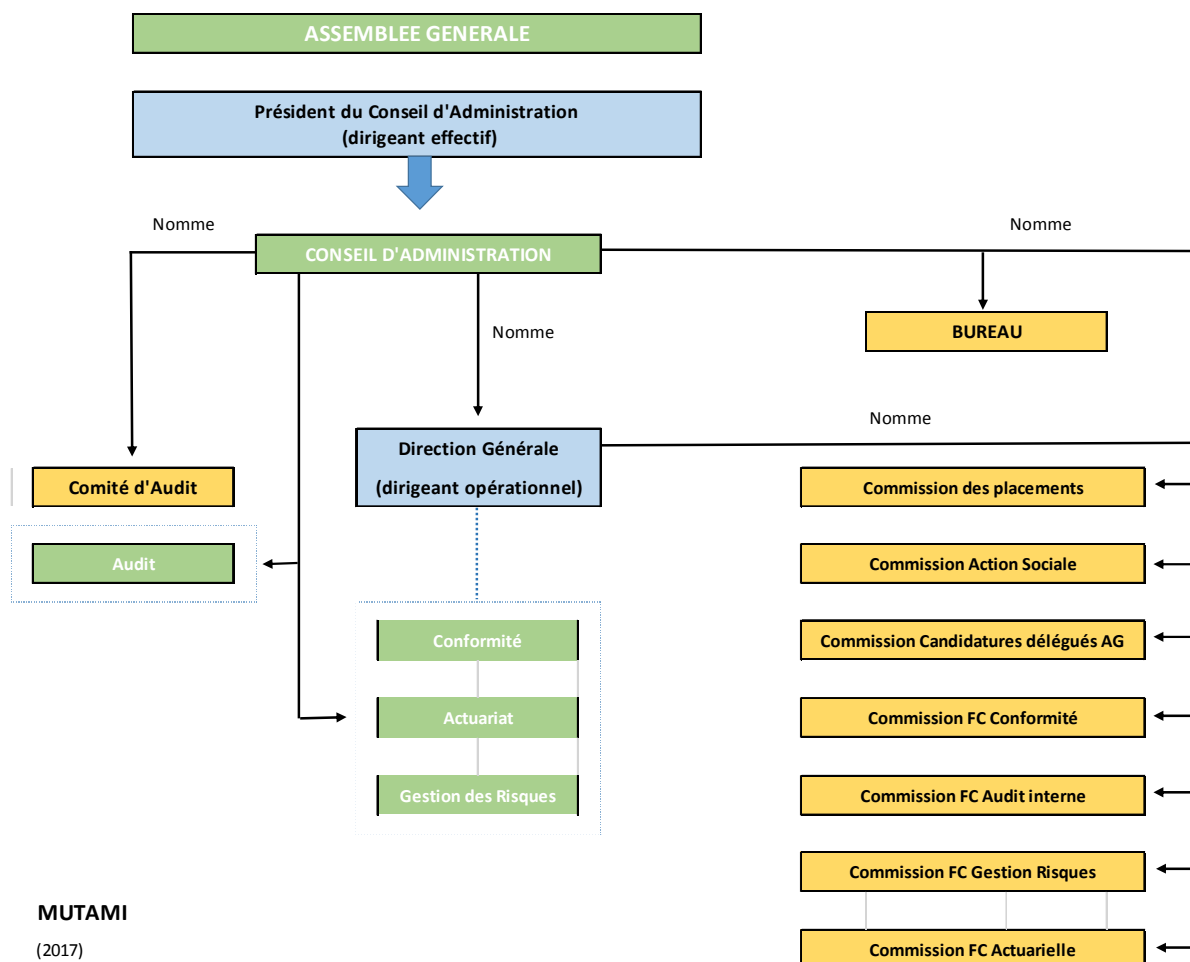 ASSEMBLEE GENERALE
Président du Conseil d'Administration
(dirigeant effectif)
Nomme
Nomme
CONSEIL D'ADMINISTRATION
Nomme
BUREAU
Nomme
Direction Générale
(dirigeant opérationnel)
Comité d'Audit
Commission des placements
Audit
Commission Action Sociale
Conformité
Commission Candidatures délégués AG
Actuariat
Commission FC Conformité
Gestion des Risques
Commission FC Audit interne
Commission FC Gestion Risques
MUTAMI
(2017)
Commission FC Actuarielle